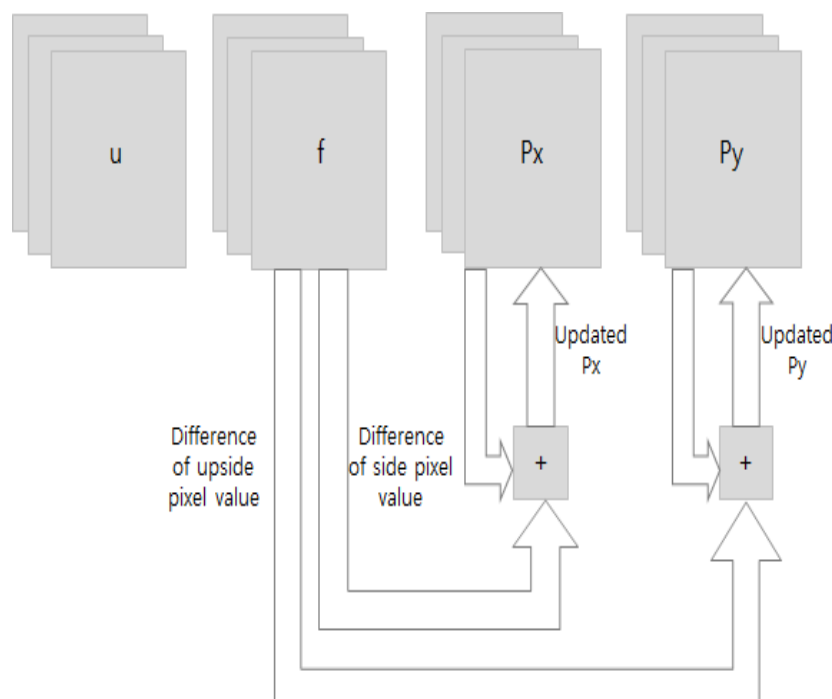 u
f
Px
Py
Updated
Px
Updated
Py
Difference
of upside
pixel value
Difference
of side pixel
value
+
+